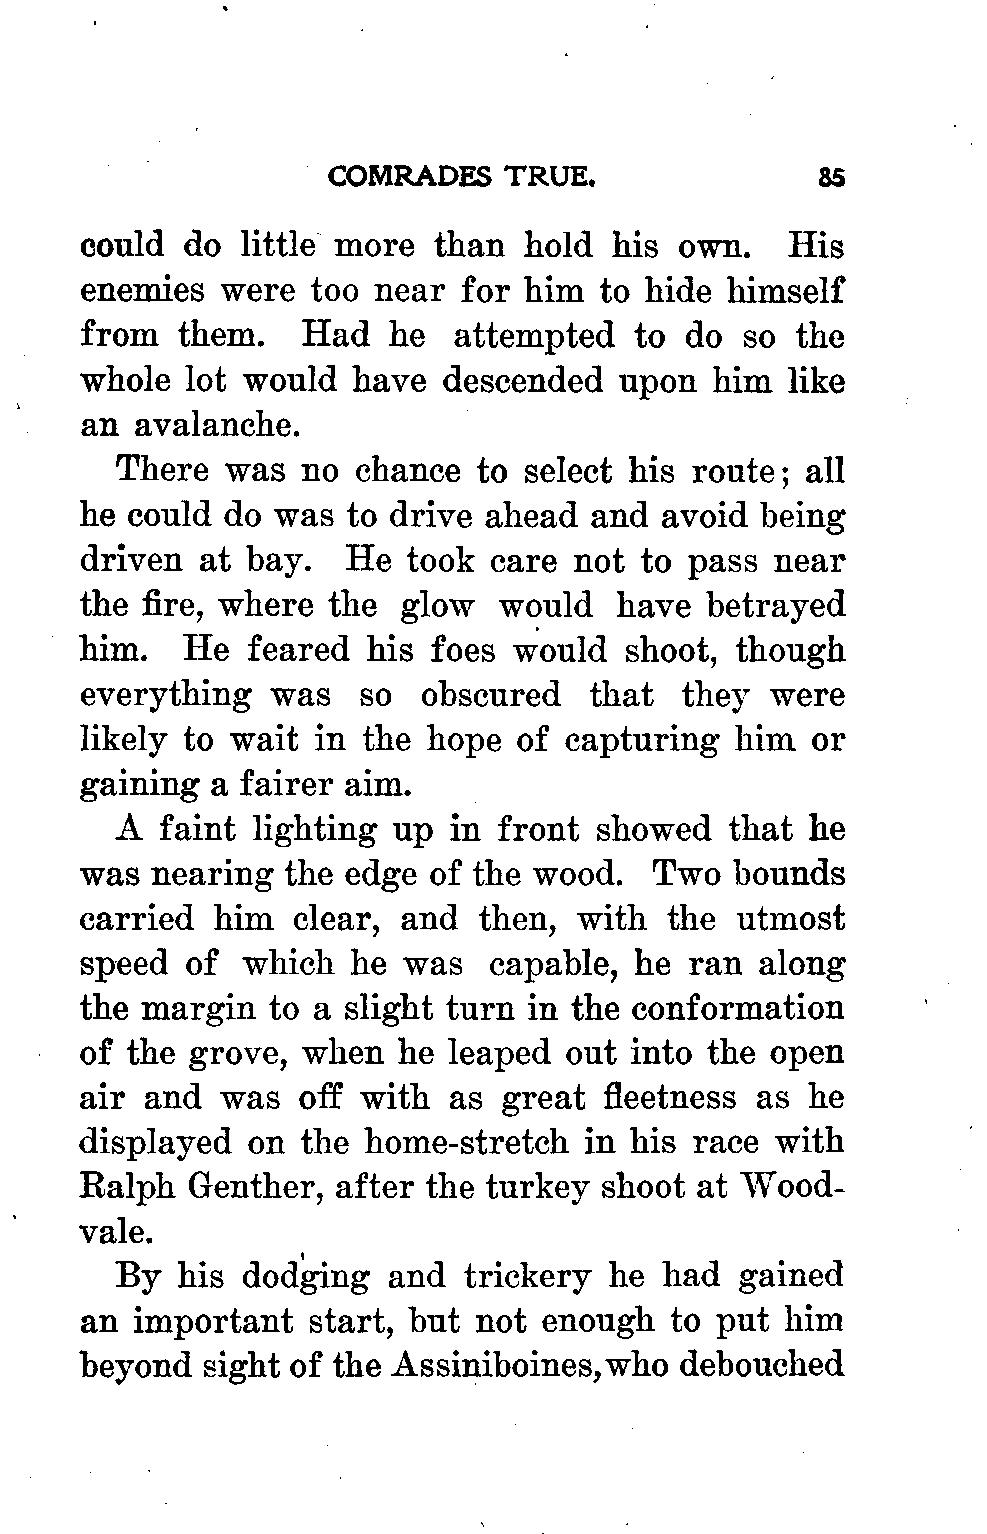 COMRADES TRUE. 85
could do little more than hold his own. His
enemies were too near for him to hide himself
from them. Had he attempted to do so the
whole lot would have descended upon him like
an avalanche.
There was no chance to select his route; all
he could do was to drive ahead and avoid being
driven at bay. He took care not to pass near
the fire, where the glow would have betrayed
him. He feared his foes would shoot, though
everything was so obscured that they were
likely to wait in the hope of capturing him or
gaining a fairer aim.
A faint lighting up in front showed that he
was nearing the edge of the wood. Two bounds
carried him clear, and then, with the utmost
speed of which he was capable, he ran along
the margin to a slight turn in the conformation
of the grove, when he leaped out into the open
air and was off with as great fleetness as he
displayed on the home-stretch in his race with
Ralph Genther, after the turkey shoot at Wood-
vale.
By his dodging and trickery he had gained
an important start, but not enough to put him
beyond sight of the Assiniboines, who debouched